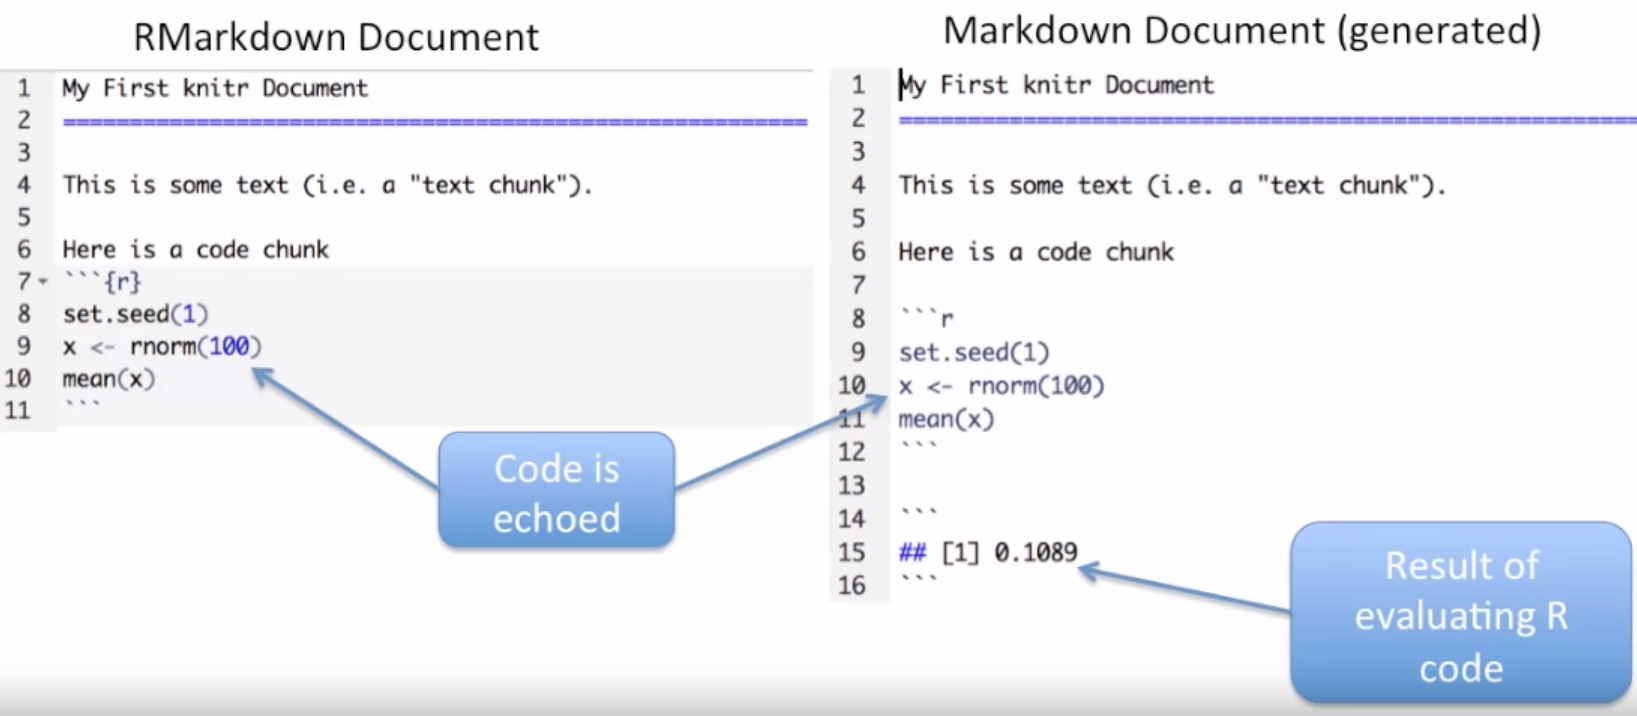 RMarkdown Document
1 My First knitr Document
2 ========================================================
3
4 This is some text (i.e. a "text chunk").
5
6 Here is a code chunk
7 ```{r}
8 set.seed(1)
9 x <- rnorm(100)
10 mean(x)
11 ```
Code is
echoed
Markdown Document (generated)
1 My First knitr Document
2 ========================================================
3
4 This is some text (i.e. a "text chunk").
5
6 Here is a code chunk
7
8 ```r
9 set.seed(1)
10 x <- rnorm(100)
11 mean(x)
12 ```
13
14 ```
15 ## [1] 0.1089
16 ```
Result of
evaluating R
code